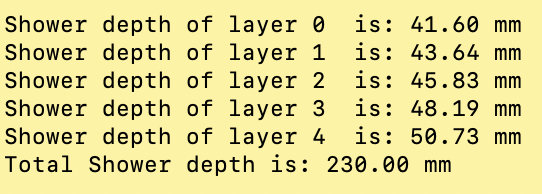 Shower depth of layer 0  is: 41.60 mm
Shower depth of layer 1  is: 43.64 mm
Shower depth of layer 2  is: 45.83 mm
Shower depth of layer 3  is: 48.19 mm
Shower depth of layer 4  is: 50.73 mm
Total Shower depth is: 230.00 mm